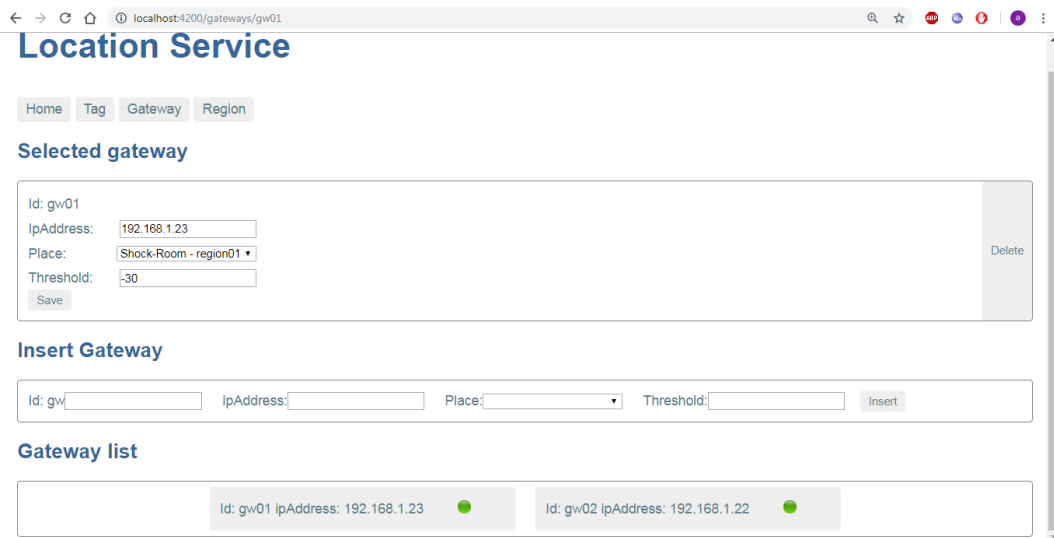 localhost:4200/gateways/gw01
ABP
a
Location Service
Home Tag Gateway Region
Selected gateway
Id: gw01
IpAddress: 192.168.1.23
Place: Shock-Room - region01
Threshold: -30
Save
Delete
Insert Gateway
Id: gw IpAddress: Place: Threshold: Insert
Gateway list
Id: gw01 ipAddress: 192.168.1.23 Id: gw02 ipAddress: 192.168.1.22